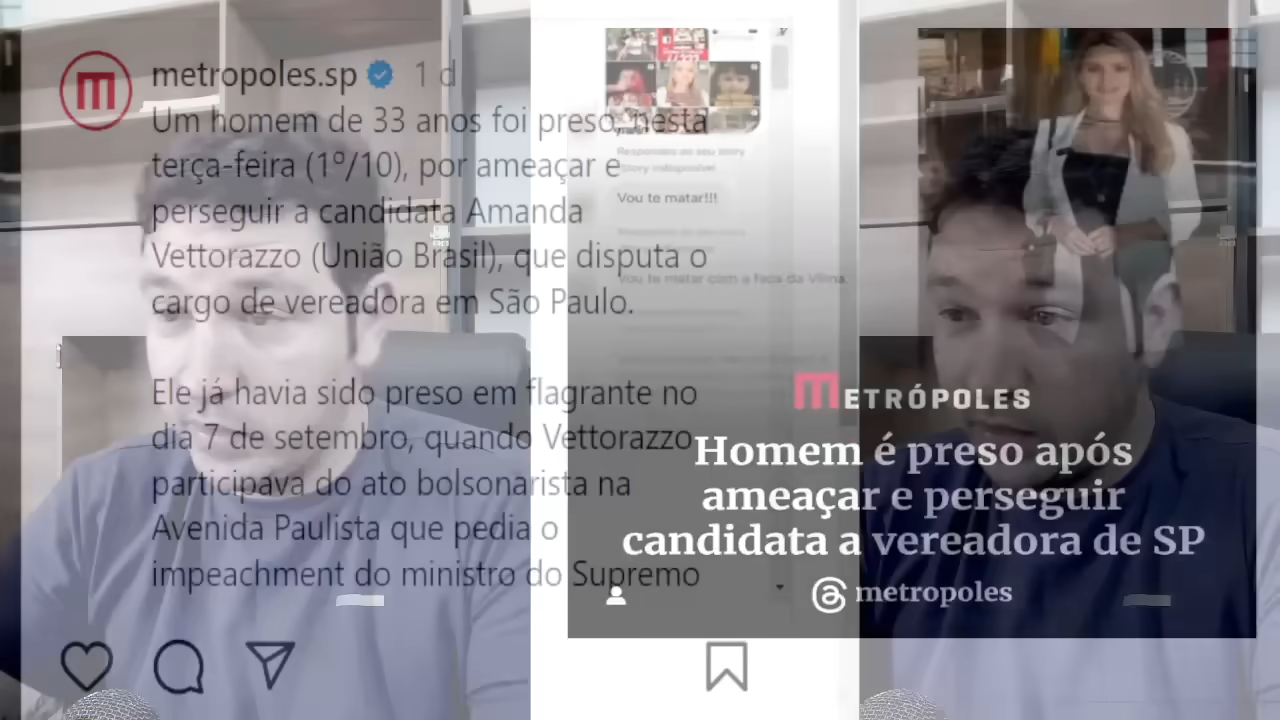 metropoles.sp 1 d
Um homem de 33 anos foi preso, nesta
terça-feira (1º/10), por ameaçar e
perseguir a candidata Amanda
Vettorazzo (União Brasil), que disputa o
cargo de vereadora em São Paulo.
Ele já havia sido preso em flagrante no
dia 7 de setembro, quando Vettorazzo
participava do ato bolsonarista na
Avenida Paulista que pedia o
impeachment do ministro do Supremo
Vou te matar!!!
Vou te matar com a faca da Vilma.
METRÓPOLES
Homem é preso após
ameaçar e perseguir
candidata a vereadora de SP
metropoles